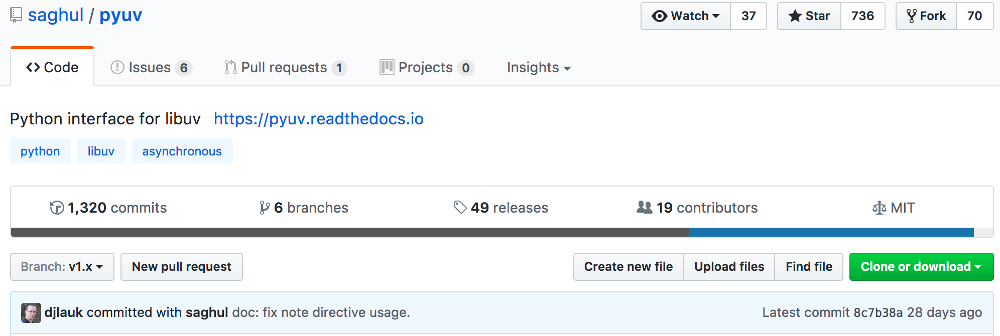 saghul / pyuv Watch 37 Star 736 Fork 70
Code Issues 6 Pull requests 1 Projects 0 Insights
Python interface for libuv https://pyuv.readthedocs.io
python libuv asynchronous
1,320 commits 6 branches 49 releases 19 contributors MIT
Branch: v1.x New pull request Create new file Upload files Find file Clone or download
djlauk committed with saghul doc: fix note directive usage. Latest commit 8c7b38a 28 days ago